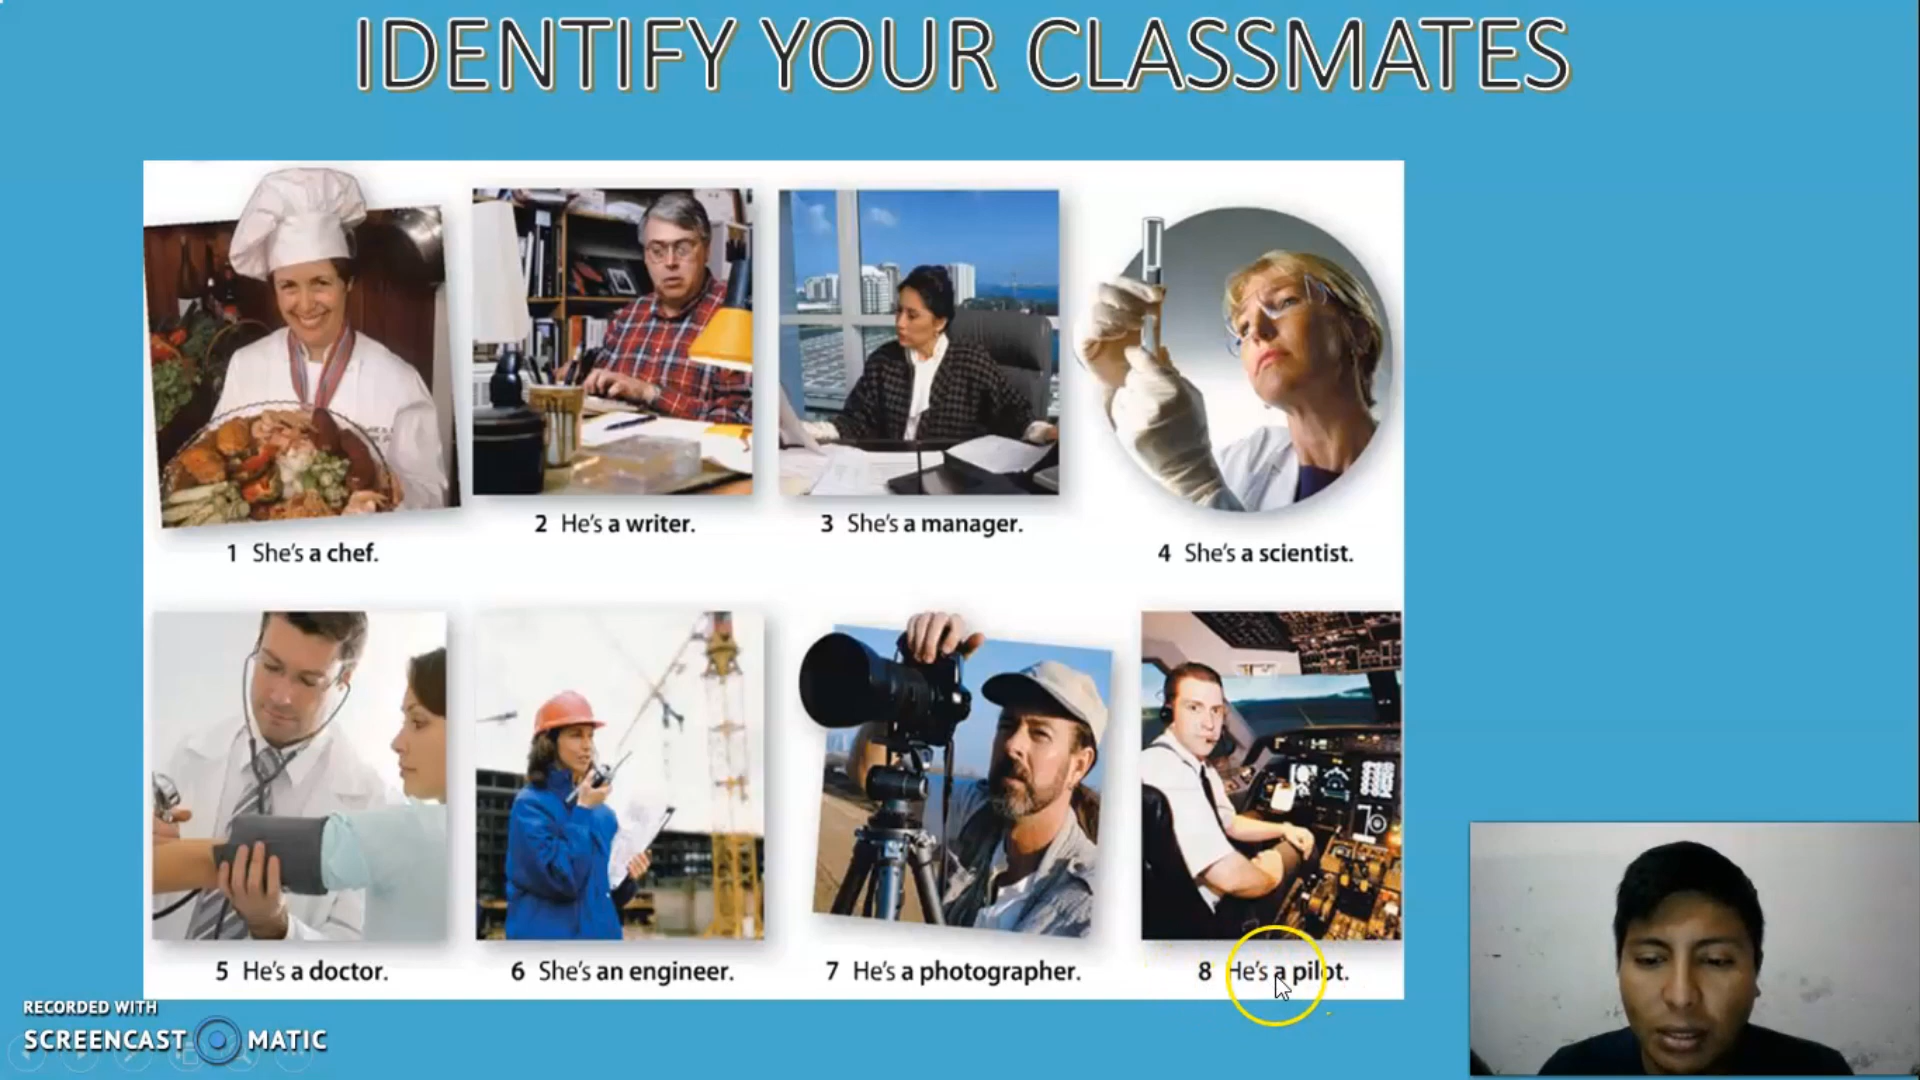 IDENTIFY YOUR CLASSMATES
1 She's a chef.
2 He's a writer.
3 She's a manager.
4 She's a scientist.
5 He's a doctor.
6 She's an engineer.
7 He's a photographer.
8 He's a pilot.
RECORDED WITH
SCREENCAST MATIC